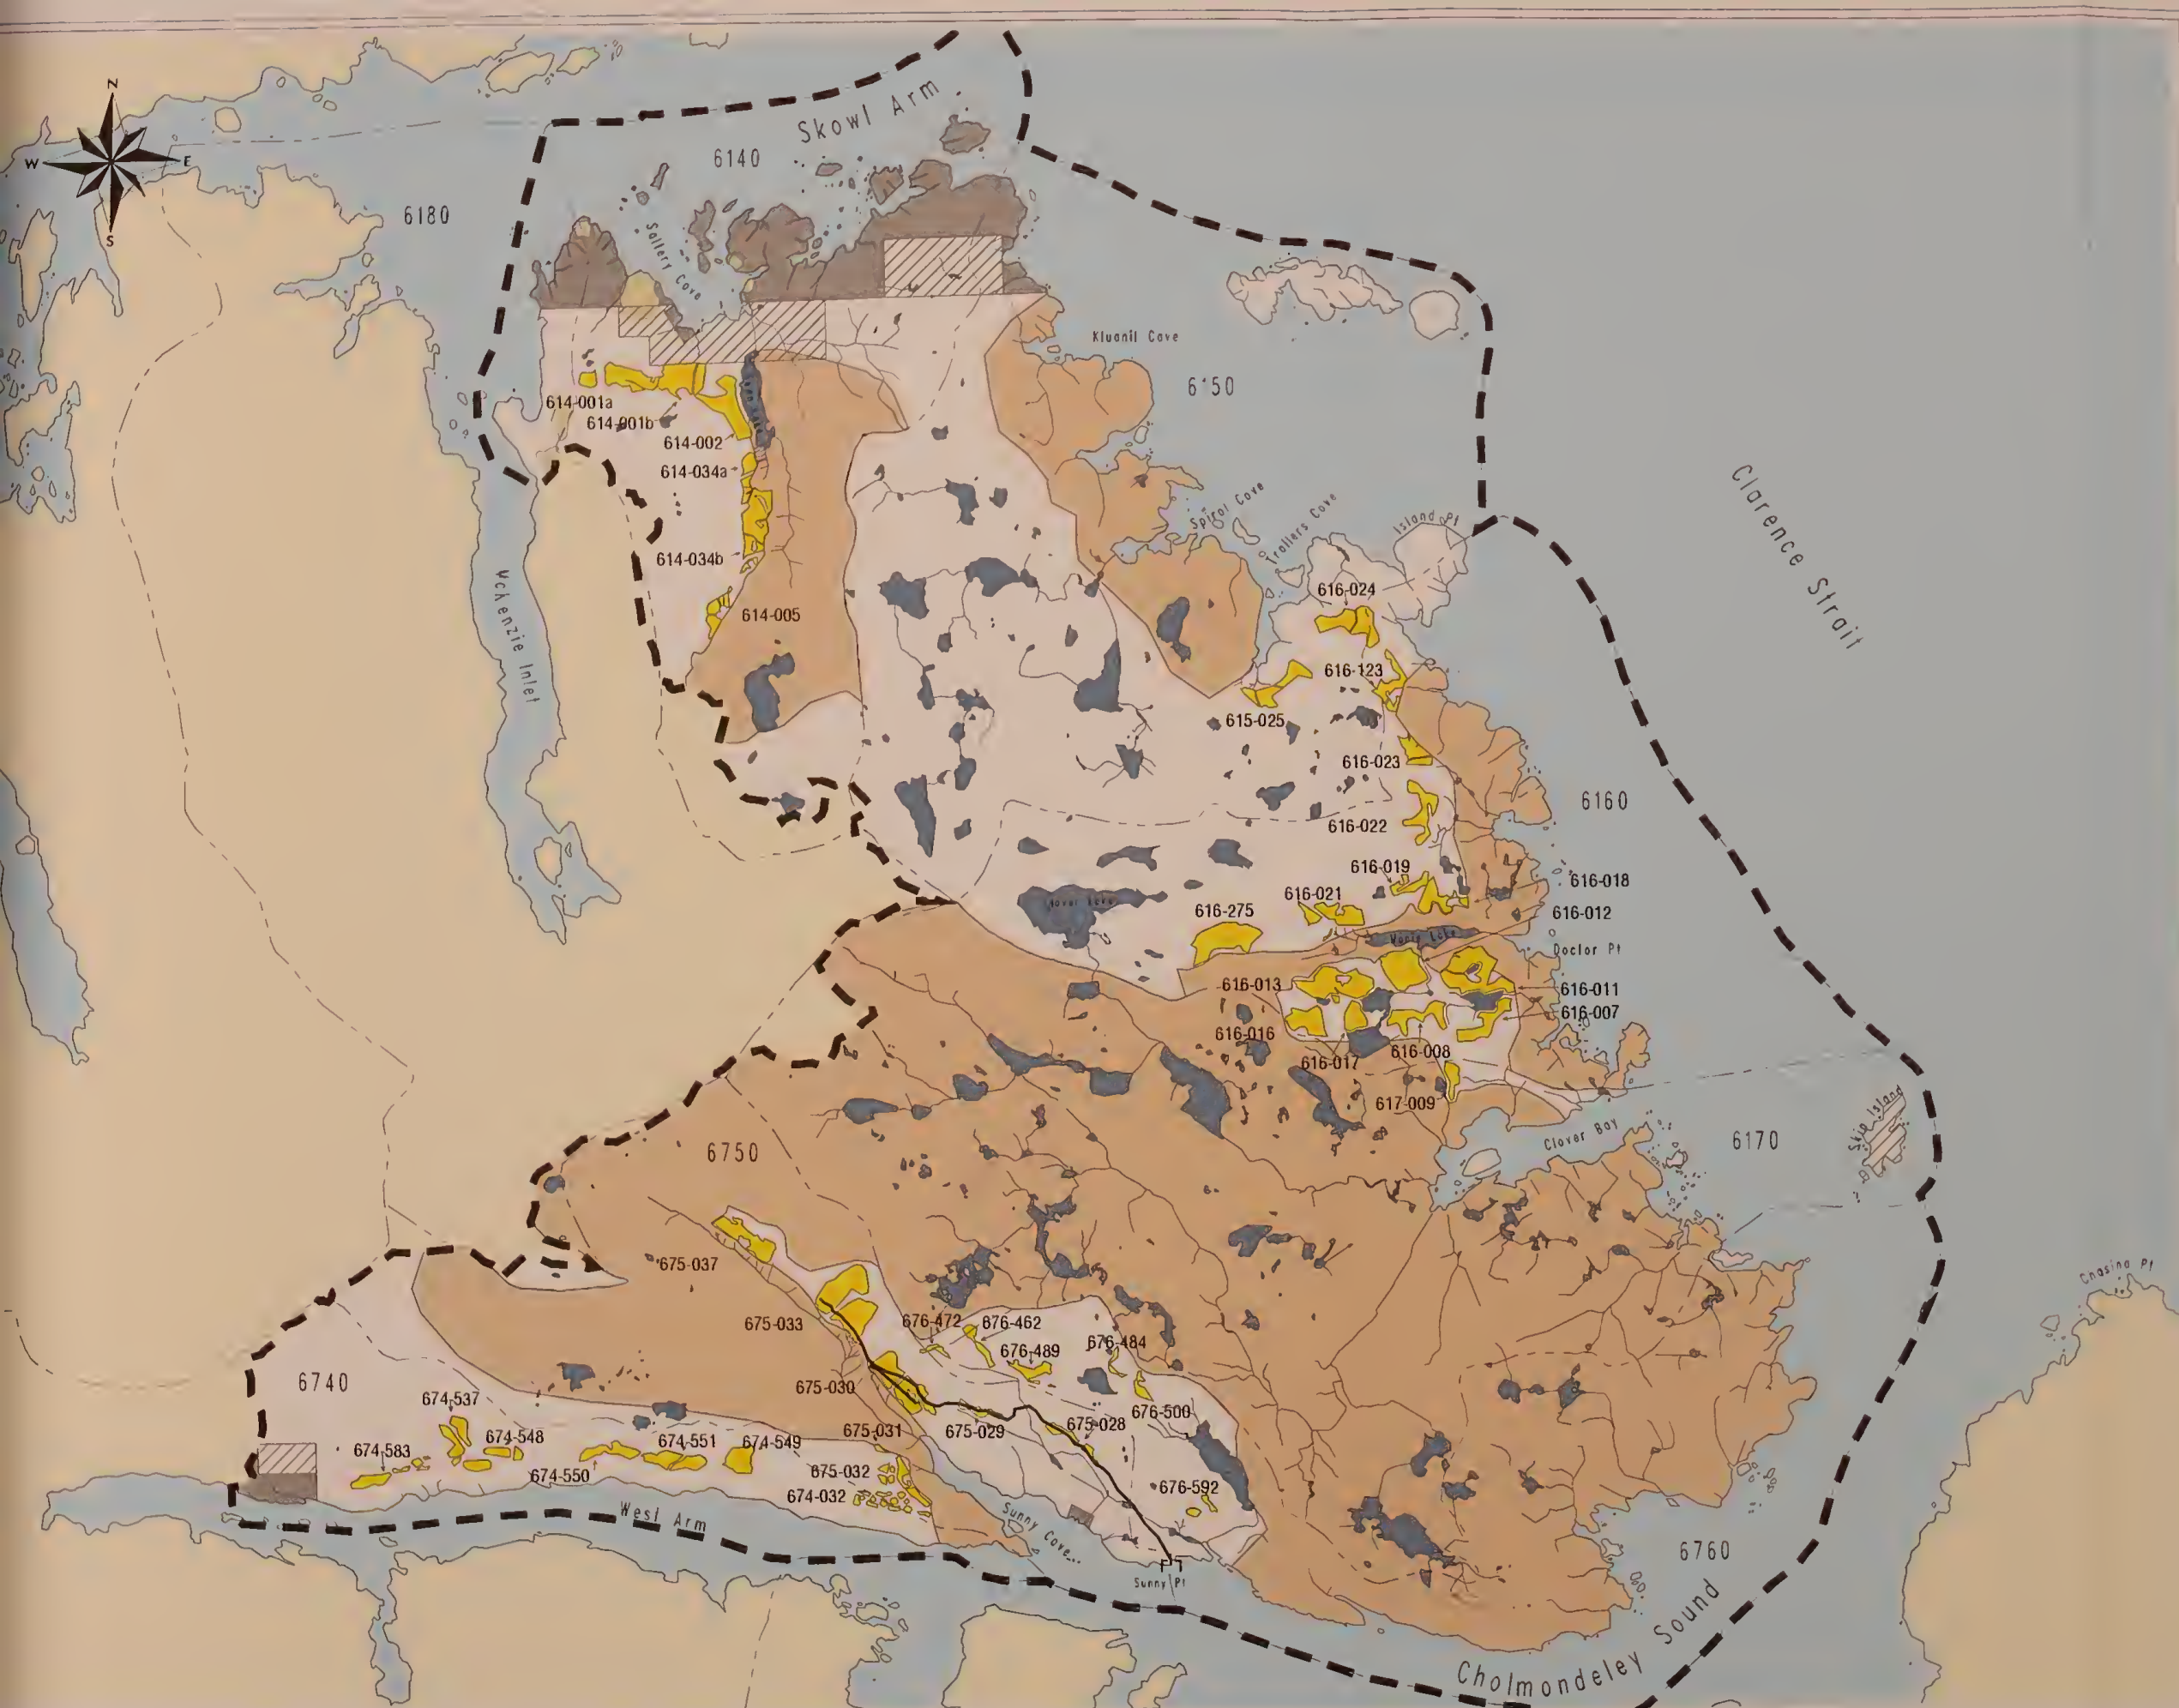 N
W E
S
Skowl Arm
6140
6180
Sallery Cove
Kluanil Cove
6150
614-001a
614-001b
614-002
614-034a
614-034b
614-005
Mckenzie Inlet
Spiral Cove
Trollers Cove
Island Pt
Clarence Strait
616-024
616-123
615-025
616-023
6160
616-022
616-019
616-018
616-021
616-012
616-275
Doctor Pt
616-013
616-011
616-007
616-016
616-017
616-008
617-009
Clover Bay
6170
Skin Island
6750
675-037
675-033
676-472
676-462
676-489
676-484
675-030
676-500
675-031
675-029
675-028
6740
674-537
674-583
674-548
674-551
674-549
674-550
675-032
674-032
676-592
West Arm
Sunny Cove
Sunny Pt
Chasina Pt
6760
Cholmondeley Sound